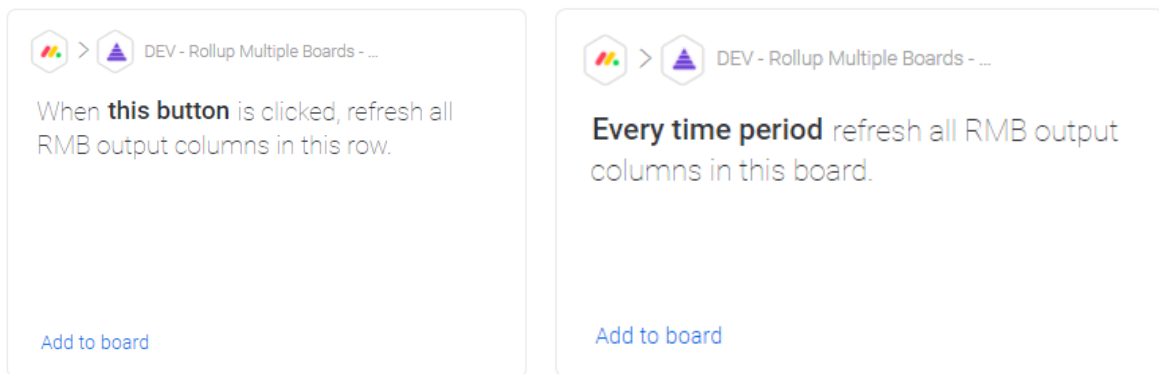 DEV - Rollup Multiple Boards - ...
When this button is clicked, refresh all
RMB output columns in this row.
Add to board
DEV - Rollup Multiple Boards - ...
Every time period refresh all RMB output
columns in this board.
Add to board